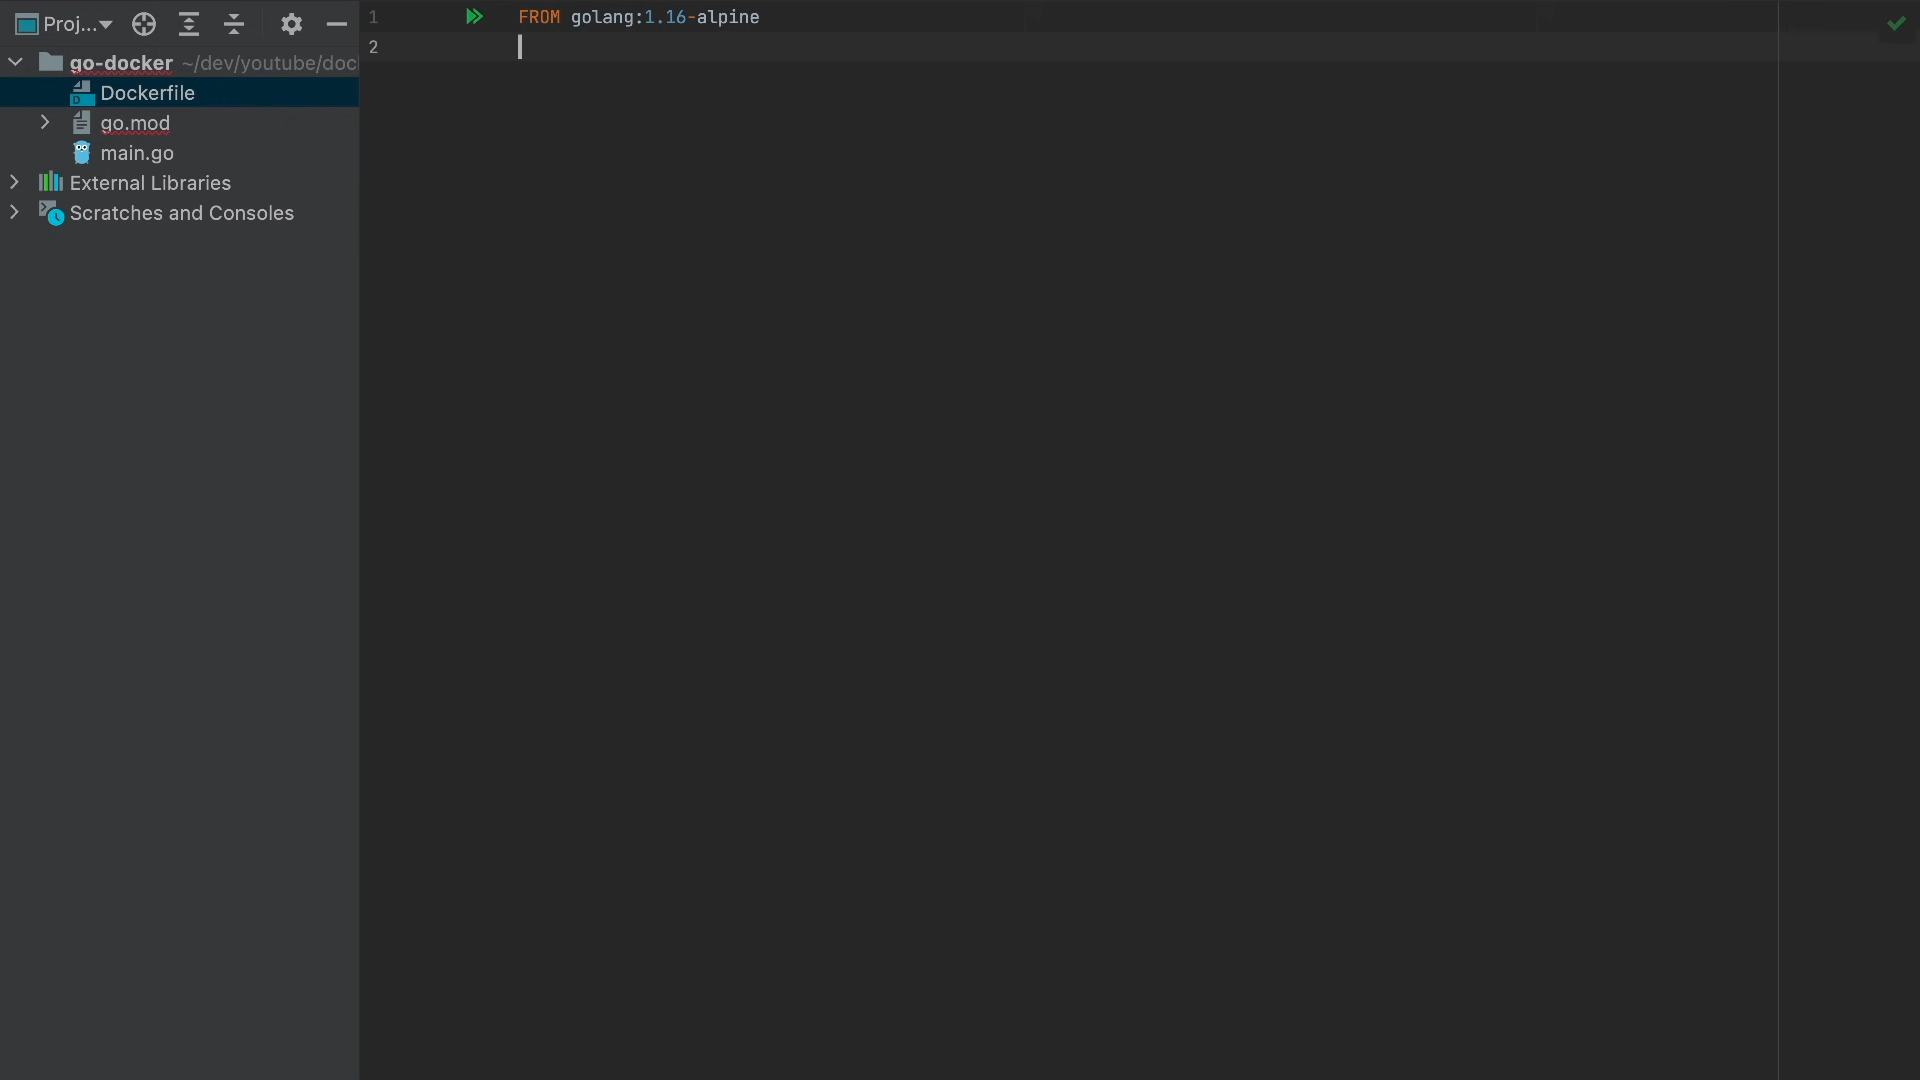 Proj...
go-docker ~/dev/youtube/doc
Dockerfile
go.mod
main.go
External Libraries
Scratches and Consoles
1 FROM golang:1.16-alpine
2